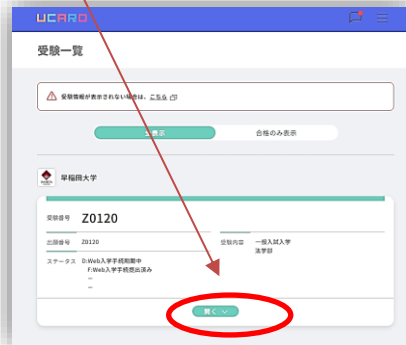 UCARO
受験一覧
受験情報が表示されない場合は、こちら
全表示
合格のみ表示
早稲田大学
受験番号 Z0120
出願番号 Z0120
受験内容 一般入試入学
法学部
ステータス D:Web入学手続期間中
F:Web入学手続提出済み
開く